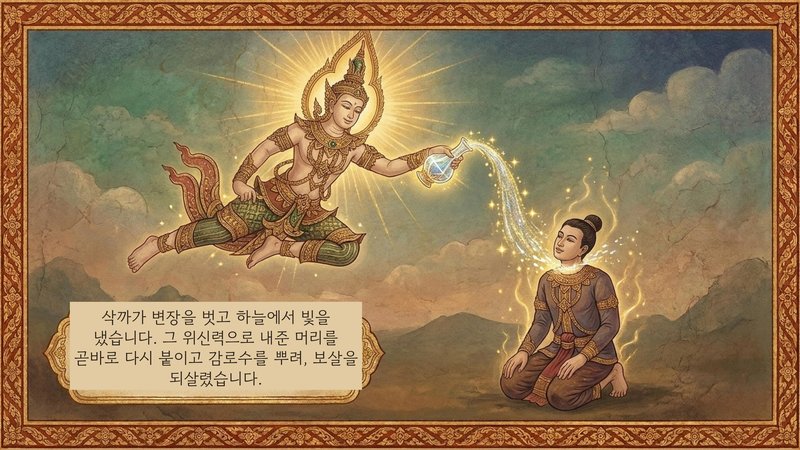 삭까가 변장을 벗고 하늘에서 빛을
냈습니다. 그 위신력으로 내준 머리를
곧바로 다시 붙이고 감로수를 뿌려, 보살을
되살렸습니다.